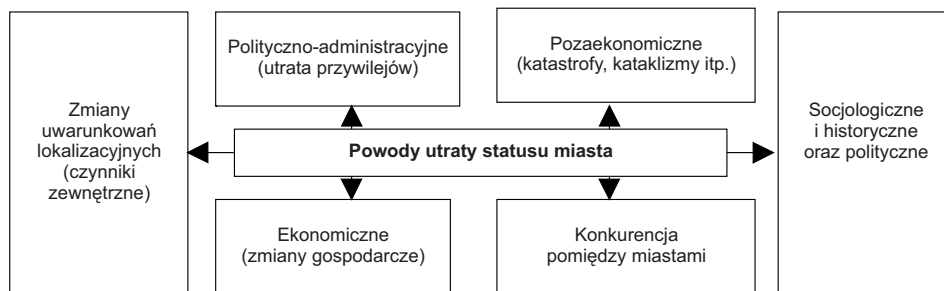 Polityczno-administracyjne
(utrata przywilejów)
Pozaekonomiczne
(katastrofy, kataklizmy itp.)
Zmiany
uwarunkowań
lokalizacyjnych
(czynniki
zewnętrzne)
Powody utraty statusu miasta
Socjologiczne
i historyczne
oraz polityczne
Ekonomiczne
(zmiany gospodarcze)
Konkurencja
pomiędzy miastami